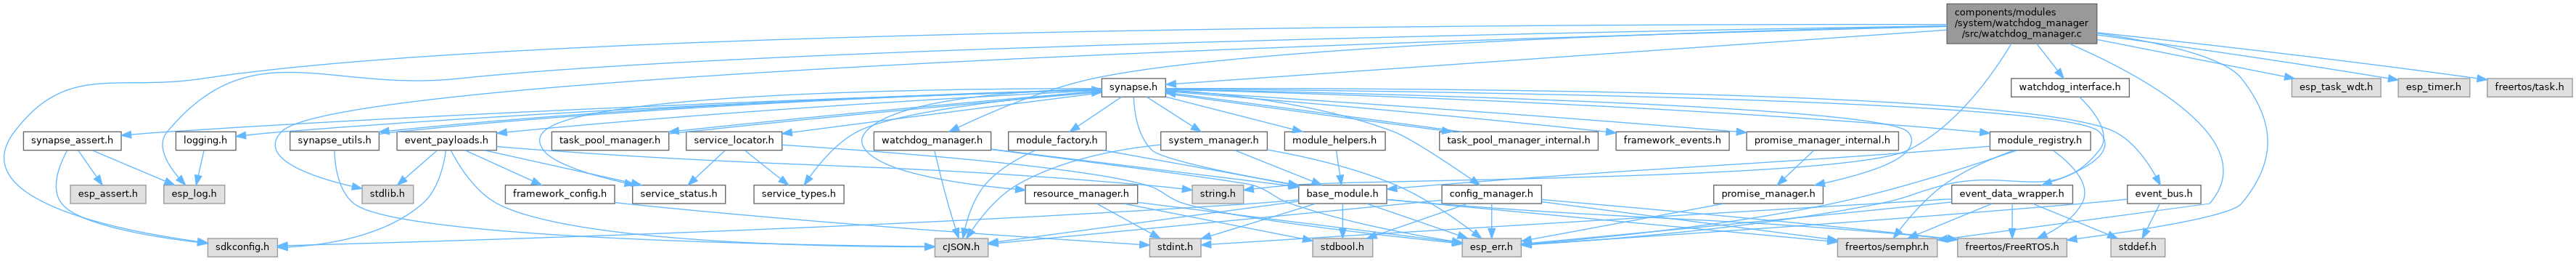 components/modules
/system/watchdog_manager
/src/watchdog_manager.c
synapse.h
watchdog_interface.h
esp_task_wdt.h
esp_timer.h
freertos/task.h
synapse_assert.h
logging.h
synapse_utils.h
event_payloads.h
task_pool_manager.h
service_locator.h
watchdog_manager.h
module_factory.h
system_manager.h
module_helpers.h
task_pool_manager_internal.h
framework_events.h
promise_manager_internal.h
module_registry.h
esp_assert.h
esp_log.h
stdlib.h
framework_config.h
service_status.h
service_types.h
string.h
resource_manager.h
base_module.h
config_manager.h
promise_manager.h
event_data_wrapper.h
event_bus.h
sdkconfig.h
cJSON.h
stdint.h
stdbool.h
esp_err.h
freertos/semphr.h
freertos/FreeRTOS.h
stddef.h